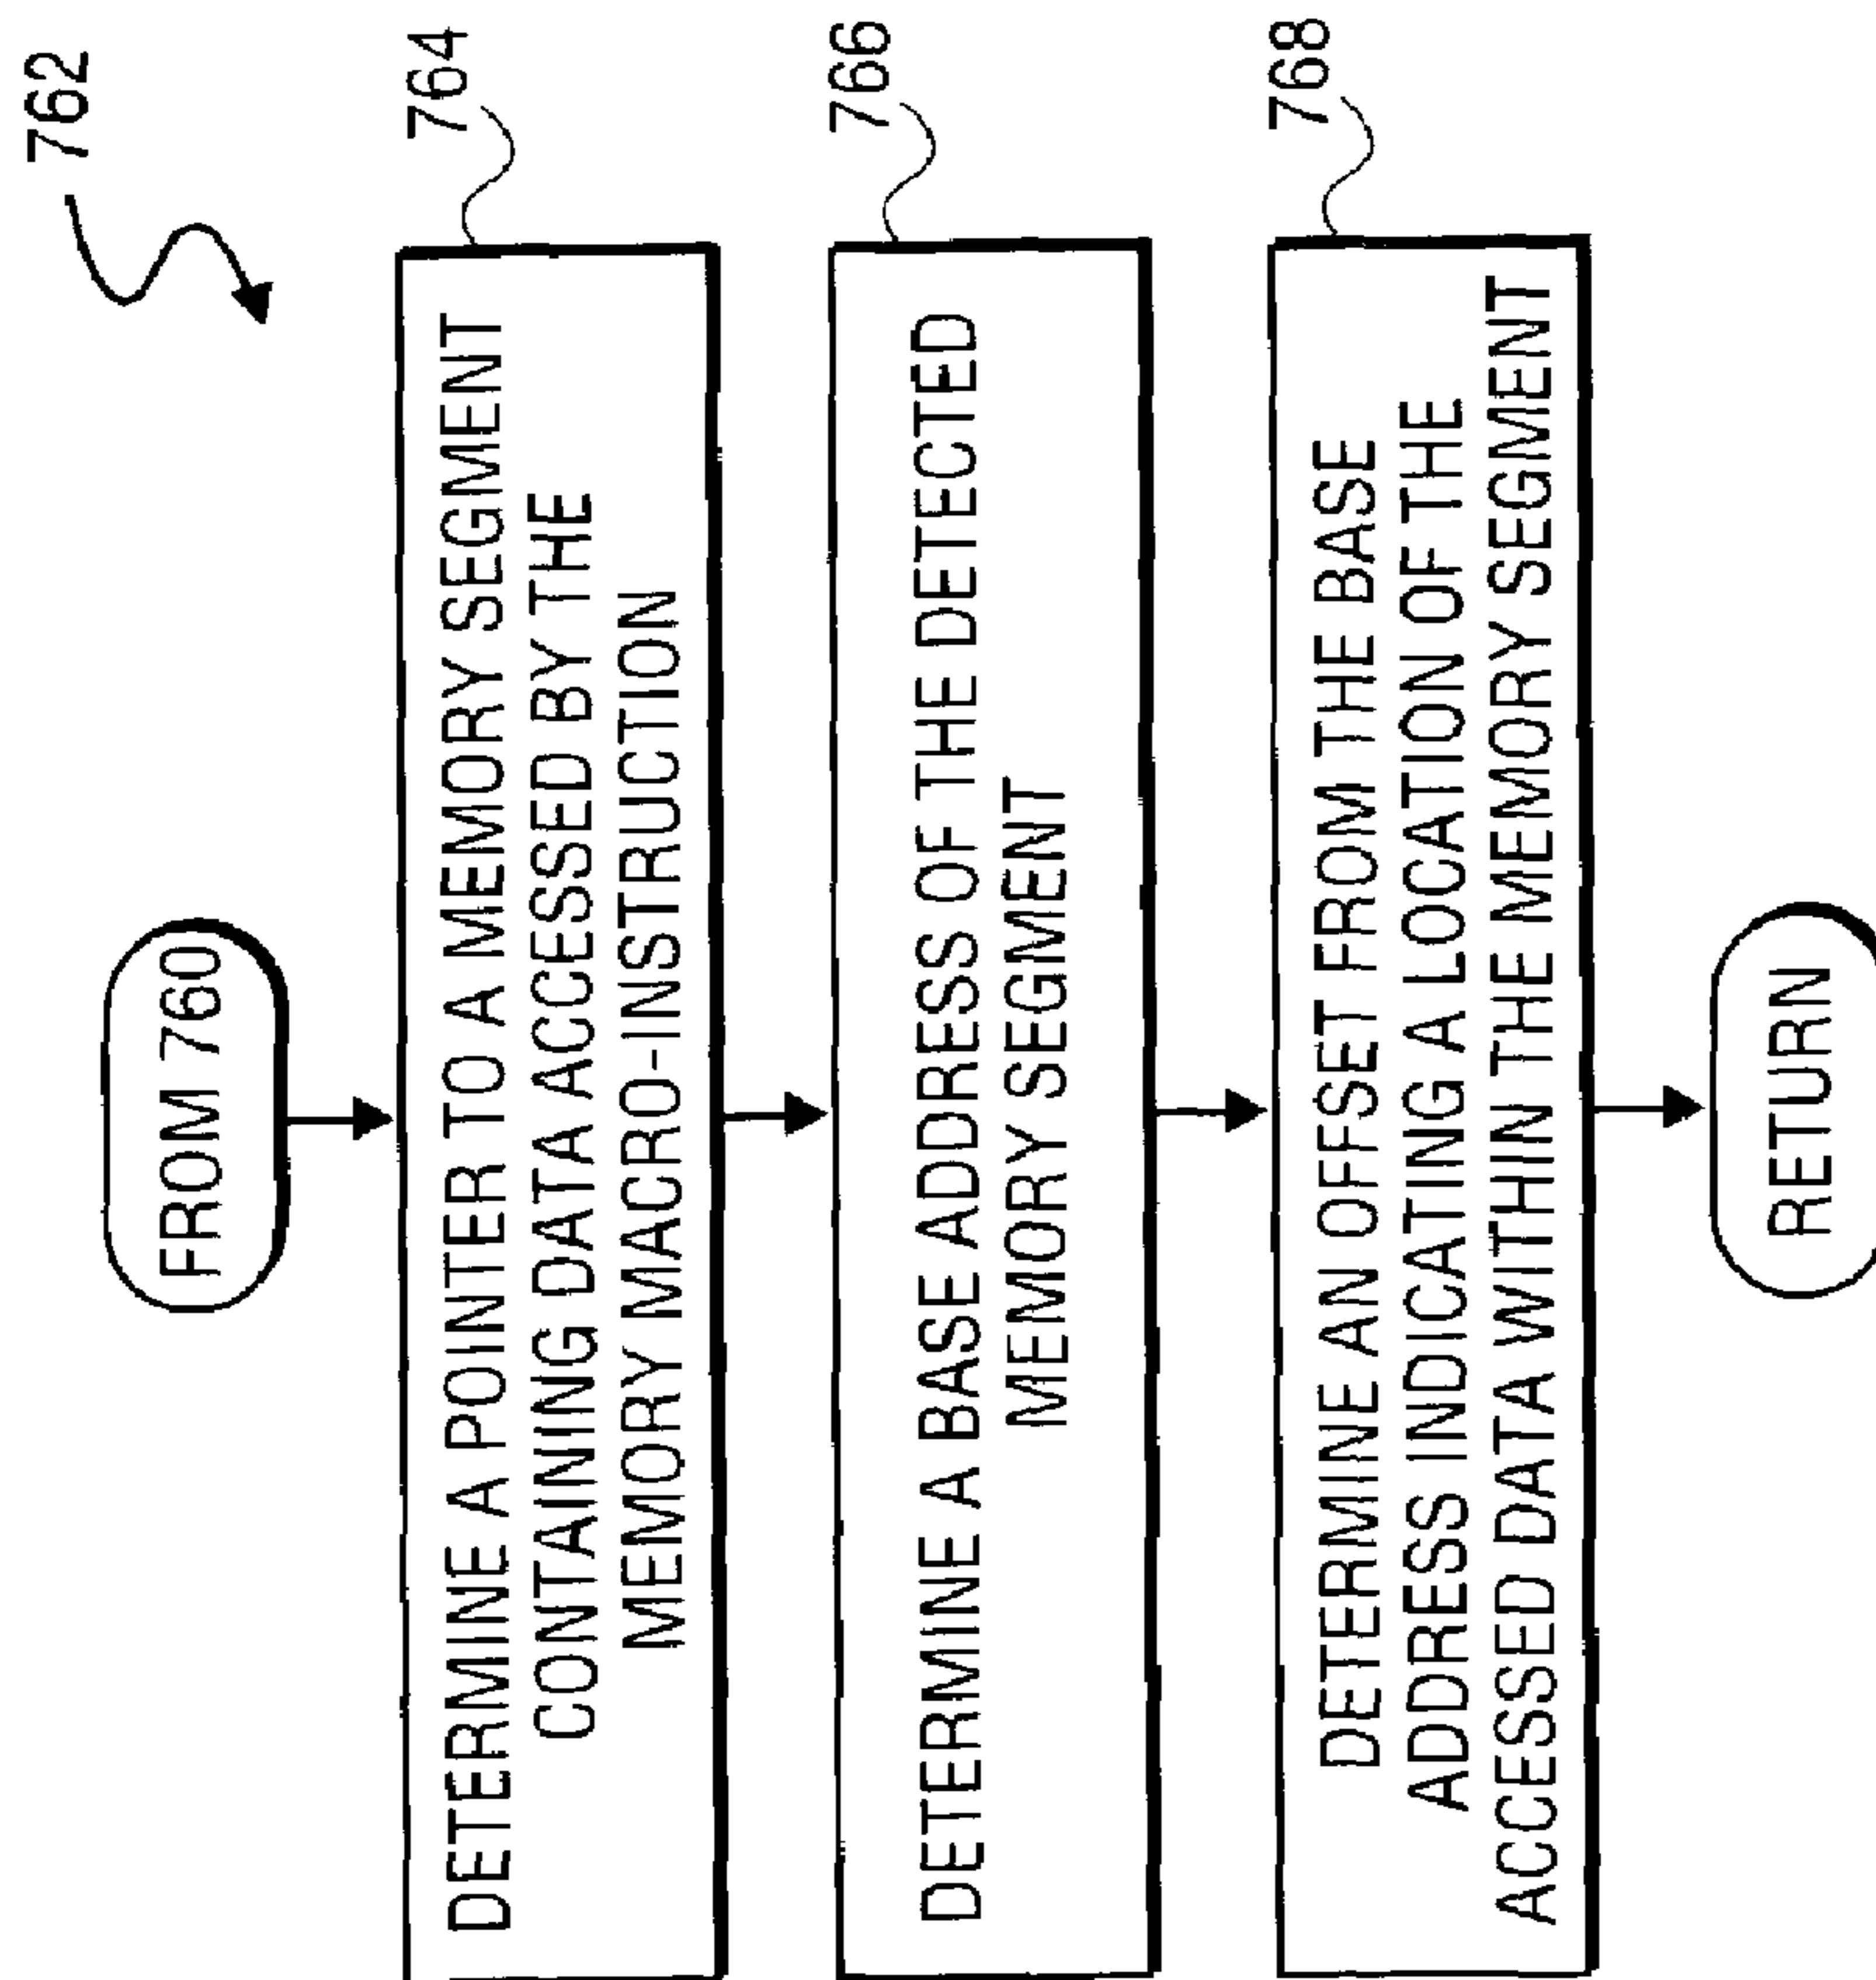 762
FROM 760
764
DETERMINE A POINTER TO A MEMORY SEGMENT
CONTAINING DATA ACCESSED BY THE
MEMORY MACRO-INSTRUCTION
766
DETERMINE A BASE ADDRESS OF THE DETECTED
MEMORY SEGMENT
768
DETERMINE AN OFFSET FROM THE BASE
ADDRESS INDICATING A LOCATION OF THE
ACCESSED DATA WITHIN THE MEMORY SEGMENT
RETURN